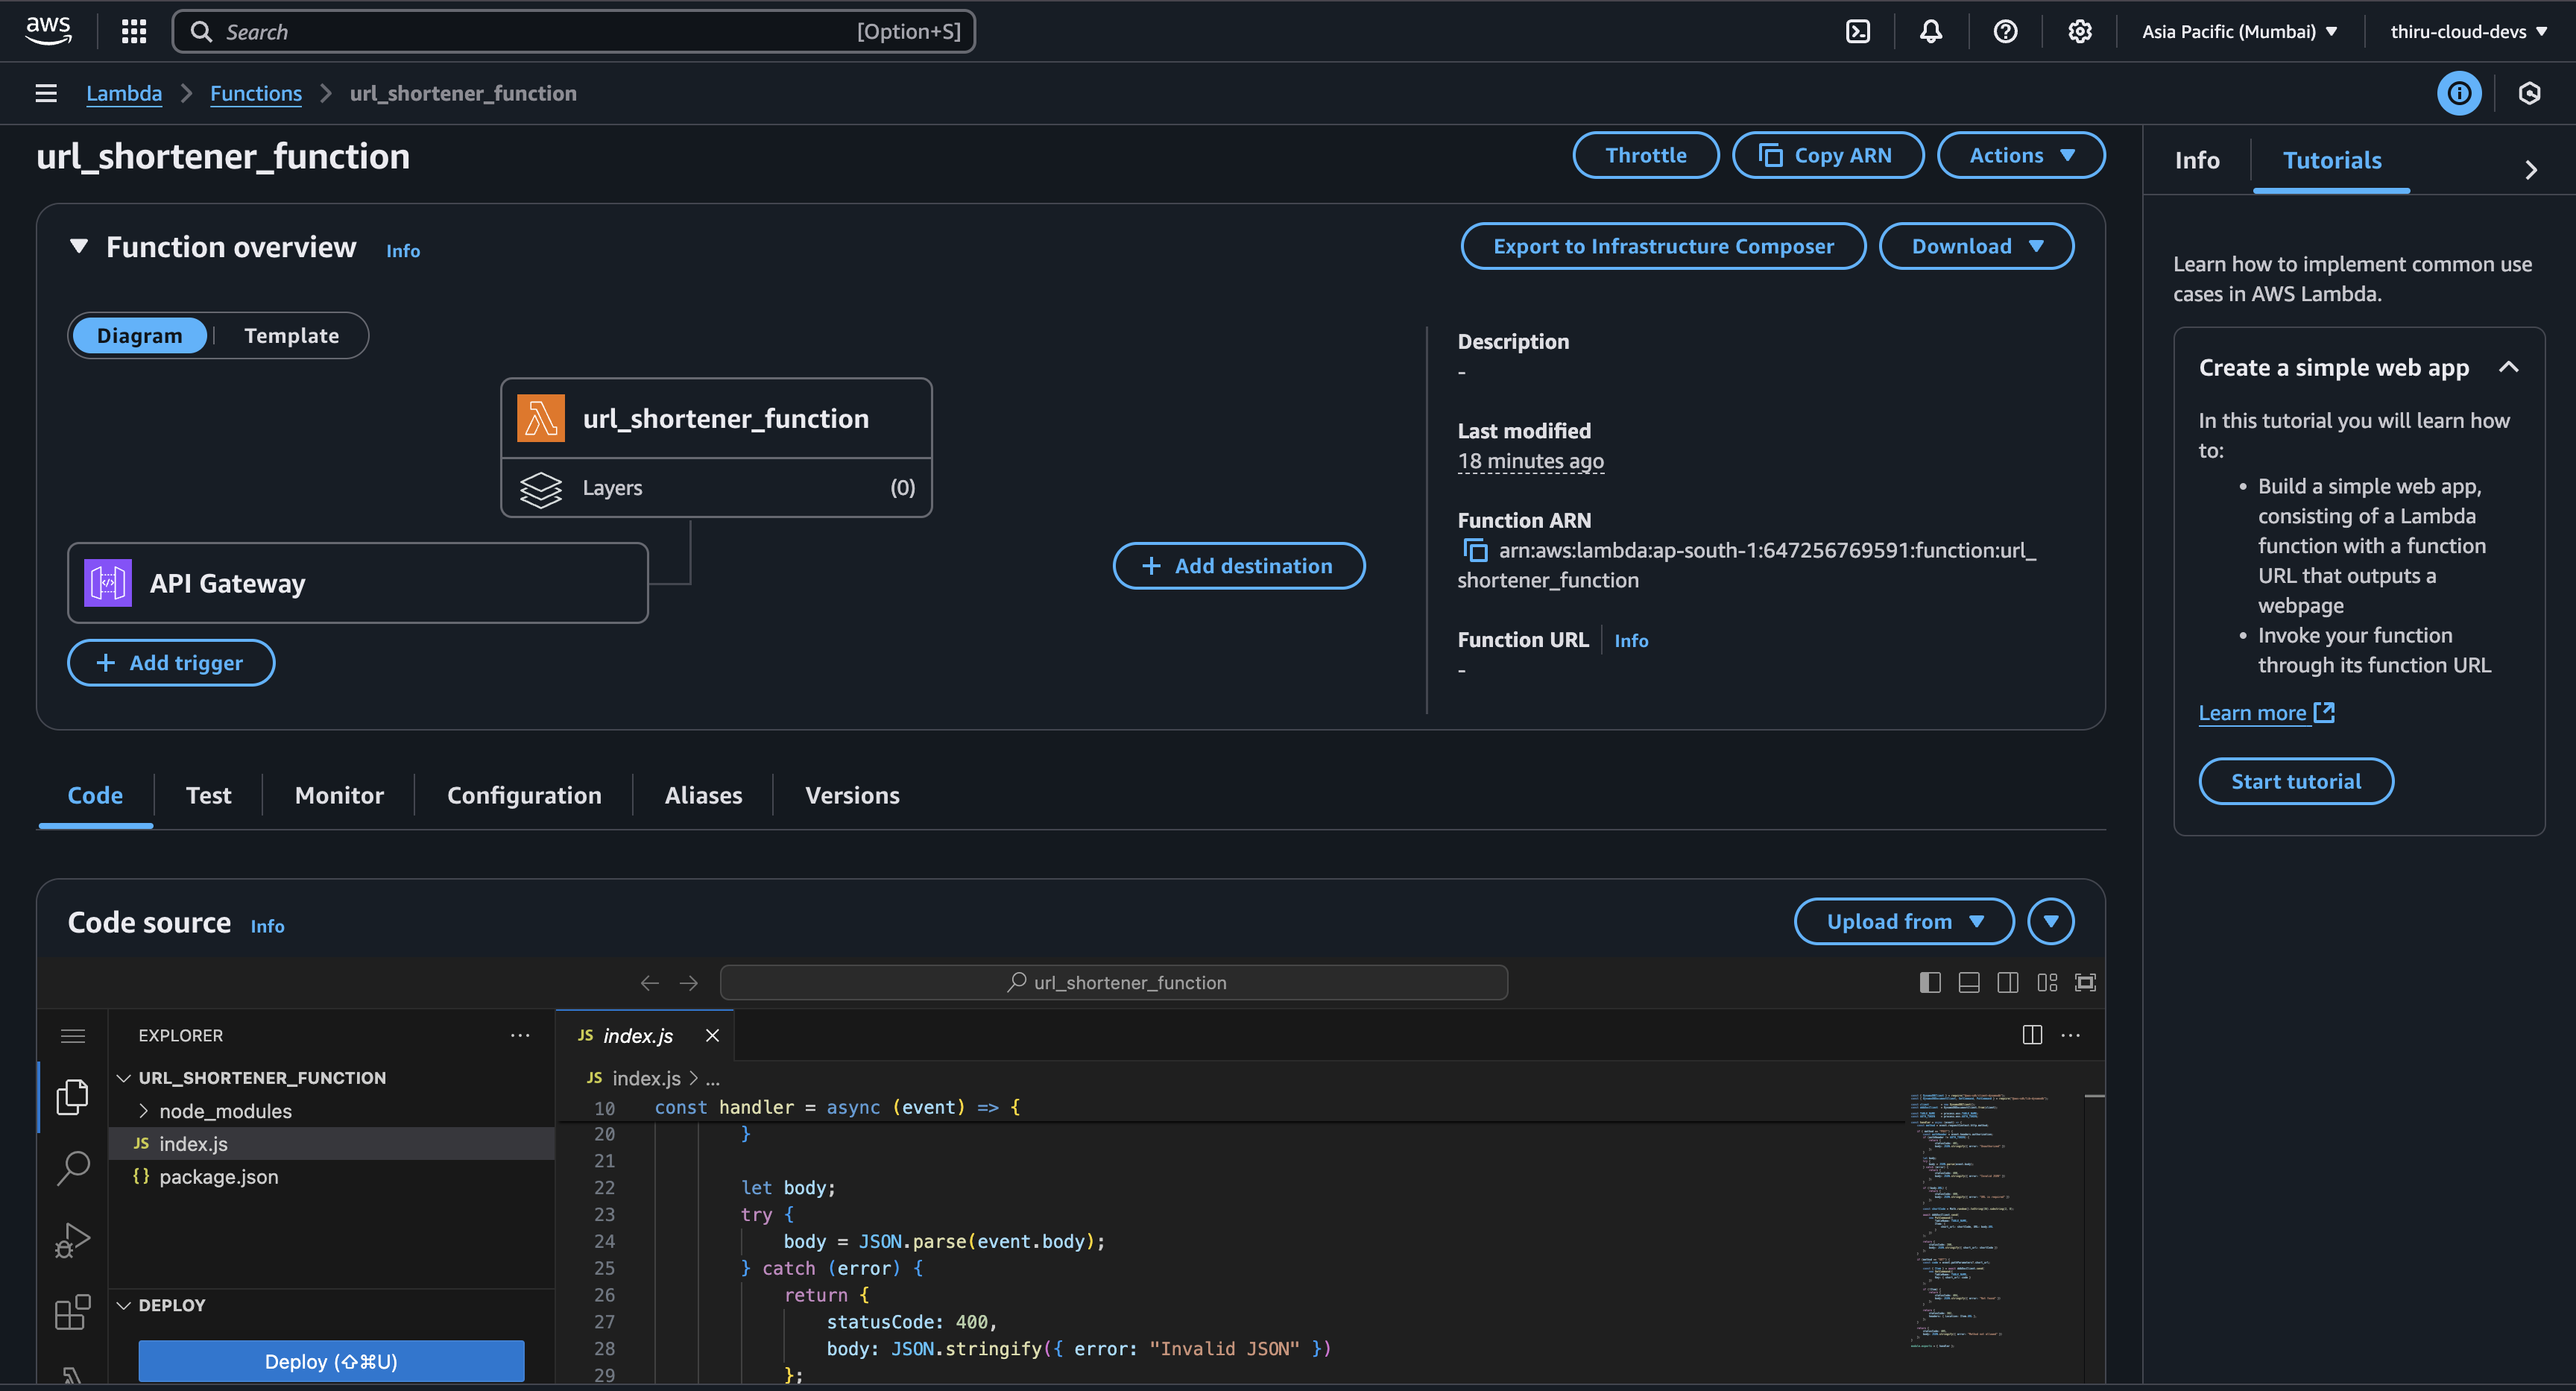 aws
Search [Option+S]
Asia Pacific (Mumbai)
thiru-cloud-devs
Lambda
Functions
url_shortener_function
url_shortener_function
Throttle
Copy ARN
Actions
Function overview
Info
Export to Infrastructure Composer
Download
Diagram
Template
url_shortener_function
Layers
(0)
API Gateway
+ Add trigger
+ Add destination
Description
-
Last modified
18 minutes ago
Function ARN
arn:aws:lambda:ap-south-1:647256769591:function:url_
shortener_function
Function URL
Info
-
Info
Tutorials
Learn how to implement common use
cases in AWS Lambda.
Create a simple web app
In this tutorial you will learn how
to:
• Build a simple web app,
consisting of a Lambda
function with a function
URL that outputs a
webpage
• Invoke your function
through its function URL
Learn more
Start tutorial
Code
Test
Monitor
Configuration
Aliases
Versions
Code source
Info
Upload from
url_shortener_function
EXPLORER
...
URL_SHORTENER_FUNCTION
node_modules
JS index.js
{} package.json
DEPLOY
Deploy (⇧⌘U)
JS index.js
...
JS index.js > ...
10 const handler = async (event) => {
20 }
21
22 let body;
23 try {
24 body = JSON.parse(event.body);
25 } catch (error) {
26 return {
27 statusCode: 400,
28 body: JSON.stringify({ error: "Invalid JSON" })
29 };